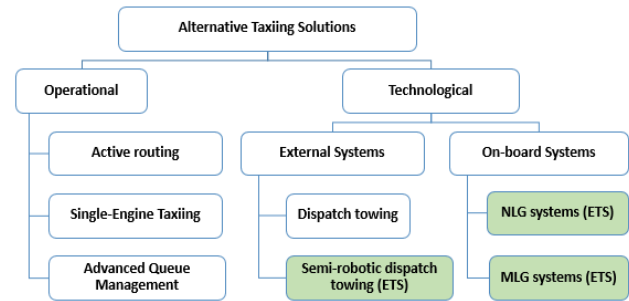 Alternative Taxiing Solutions
Operational
Technological
Active routing
External Systems
On-board Systems
Single-Engine Taxiing
Dispatch towing
NLG systems (ETS)
Advanced Queue
Management
Semi-robotic dispatch
towing (ETS)
MLG systems (ETS)